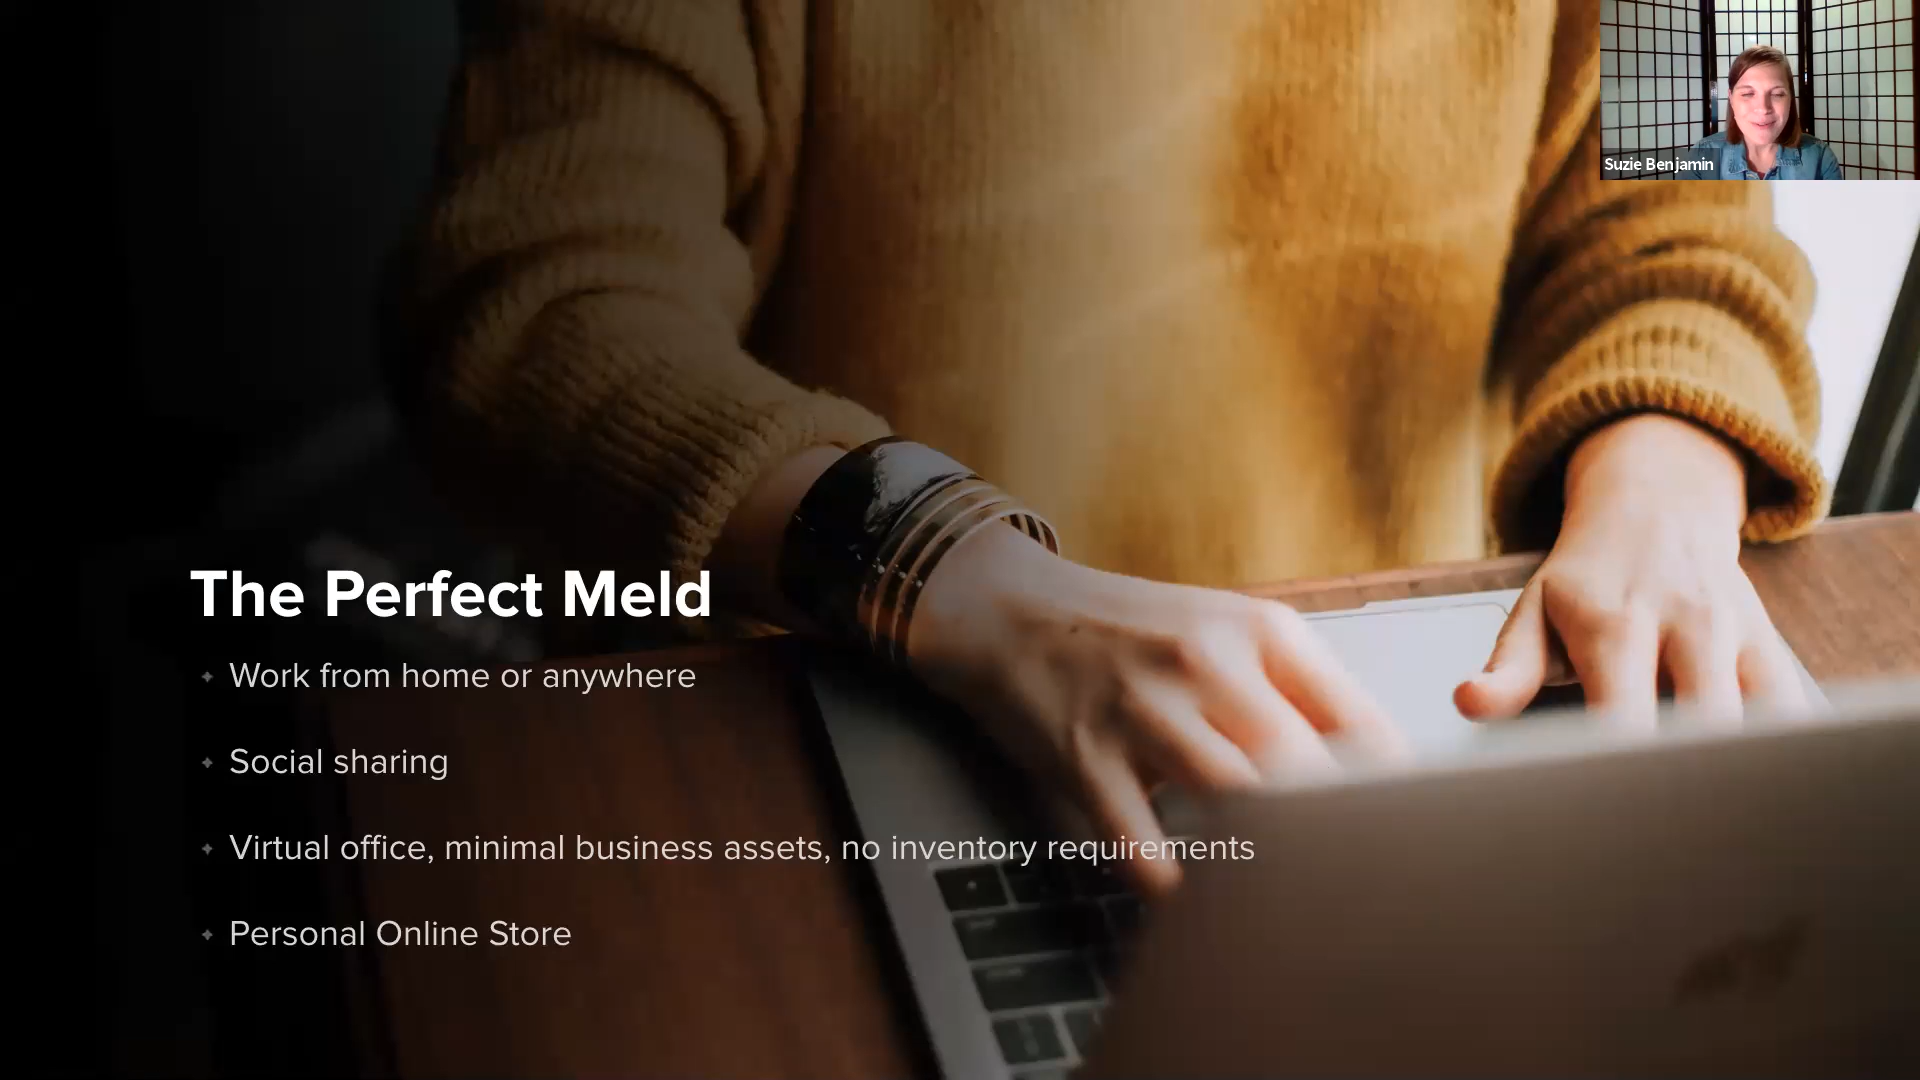 Suzie Benjamin
The Perfect Meld
Work from home or anywhere
Social sharing
Virtual office, minimal business assets, no inventory requirements
Personal Online Store